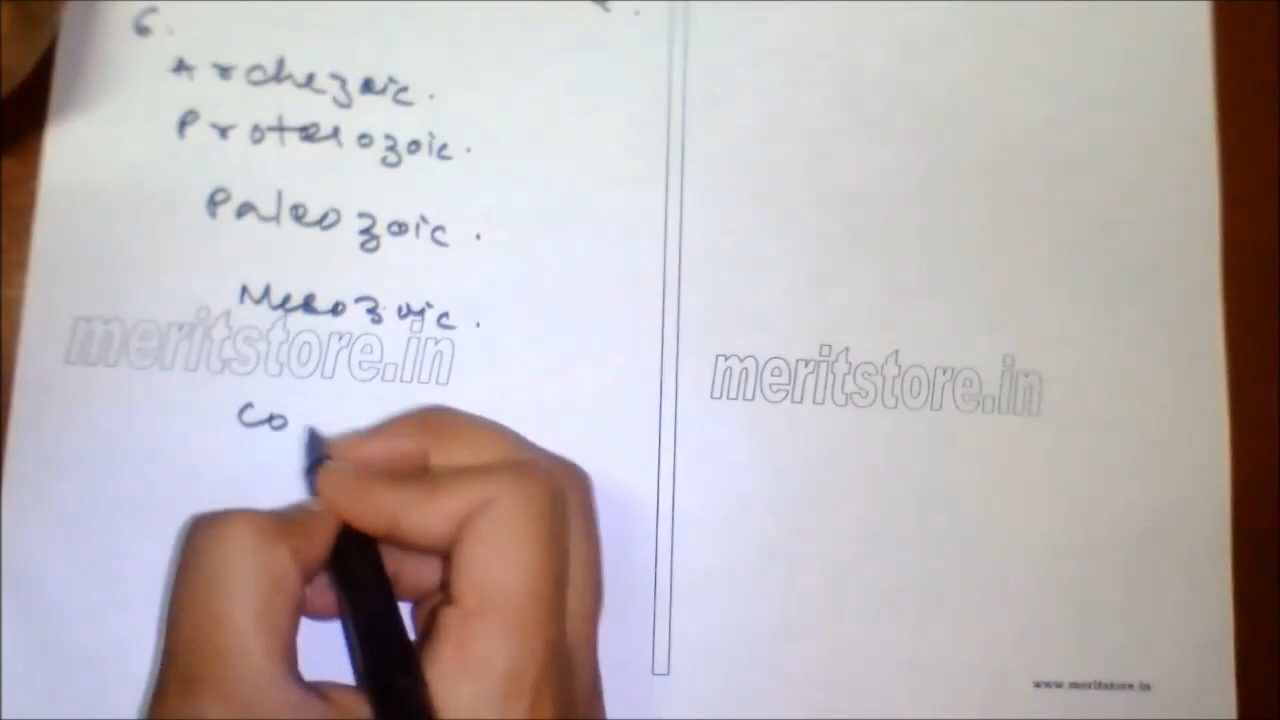 6.
Archezoic.
Proterozoic.
Paleozoic.
Mesozoic.
meritstore.in
meritstore.in
Co
www.meritstore.in